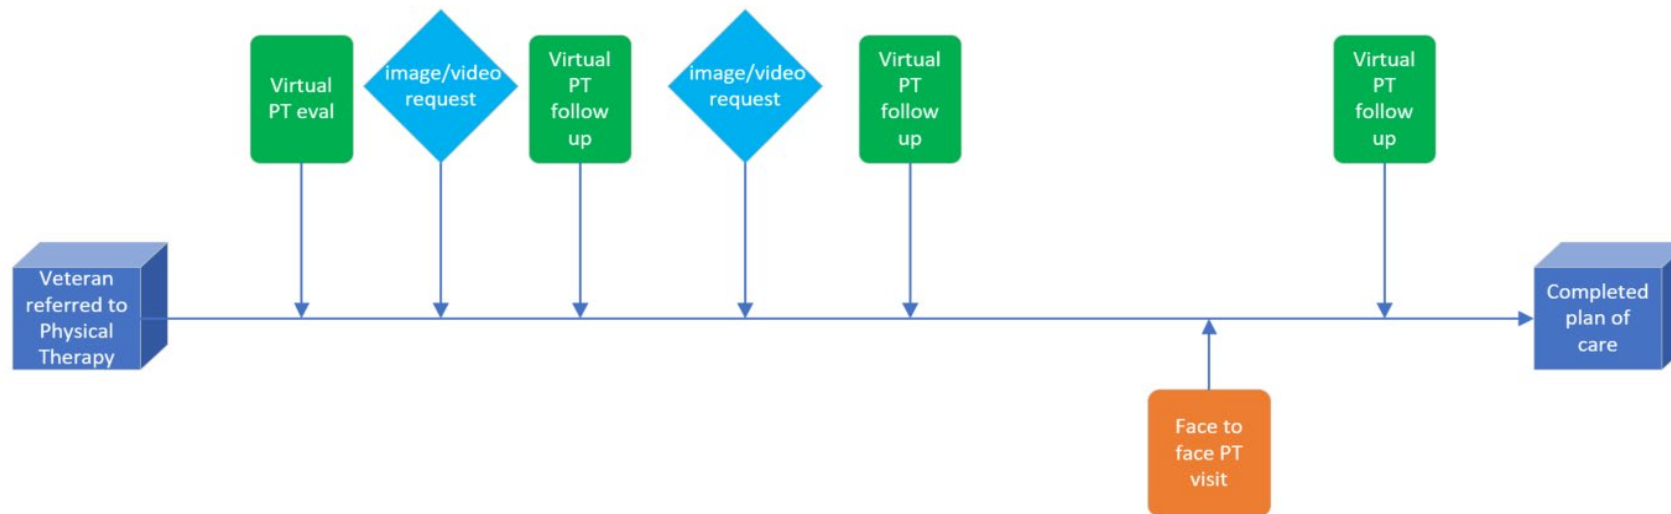 Virtual
PT eval
image/video
request
Virtual
PT
follow
up
image/video
request
Virtual
PT
follow
up
Virtual
PT
follow
up
Veteran
referred to
Physical
Therapy
Completed
plan of
care
Face to
face PT
visit